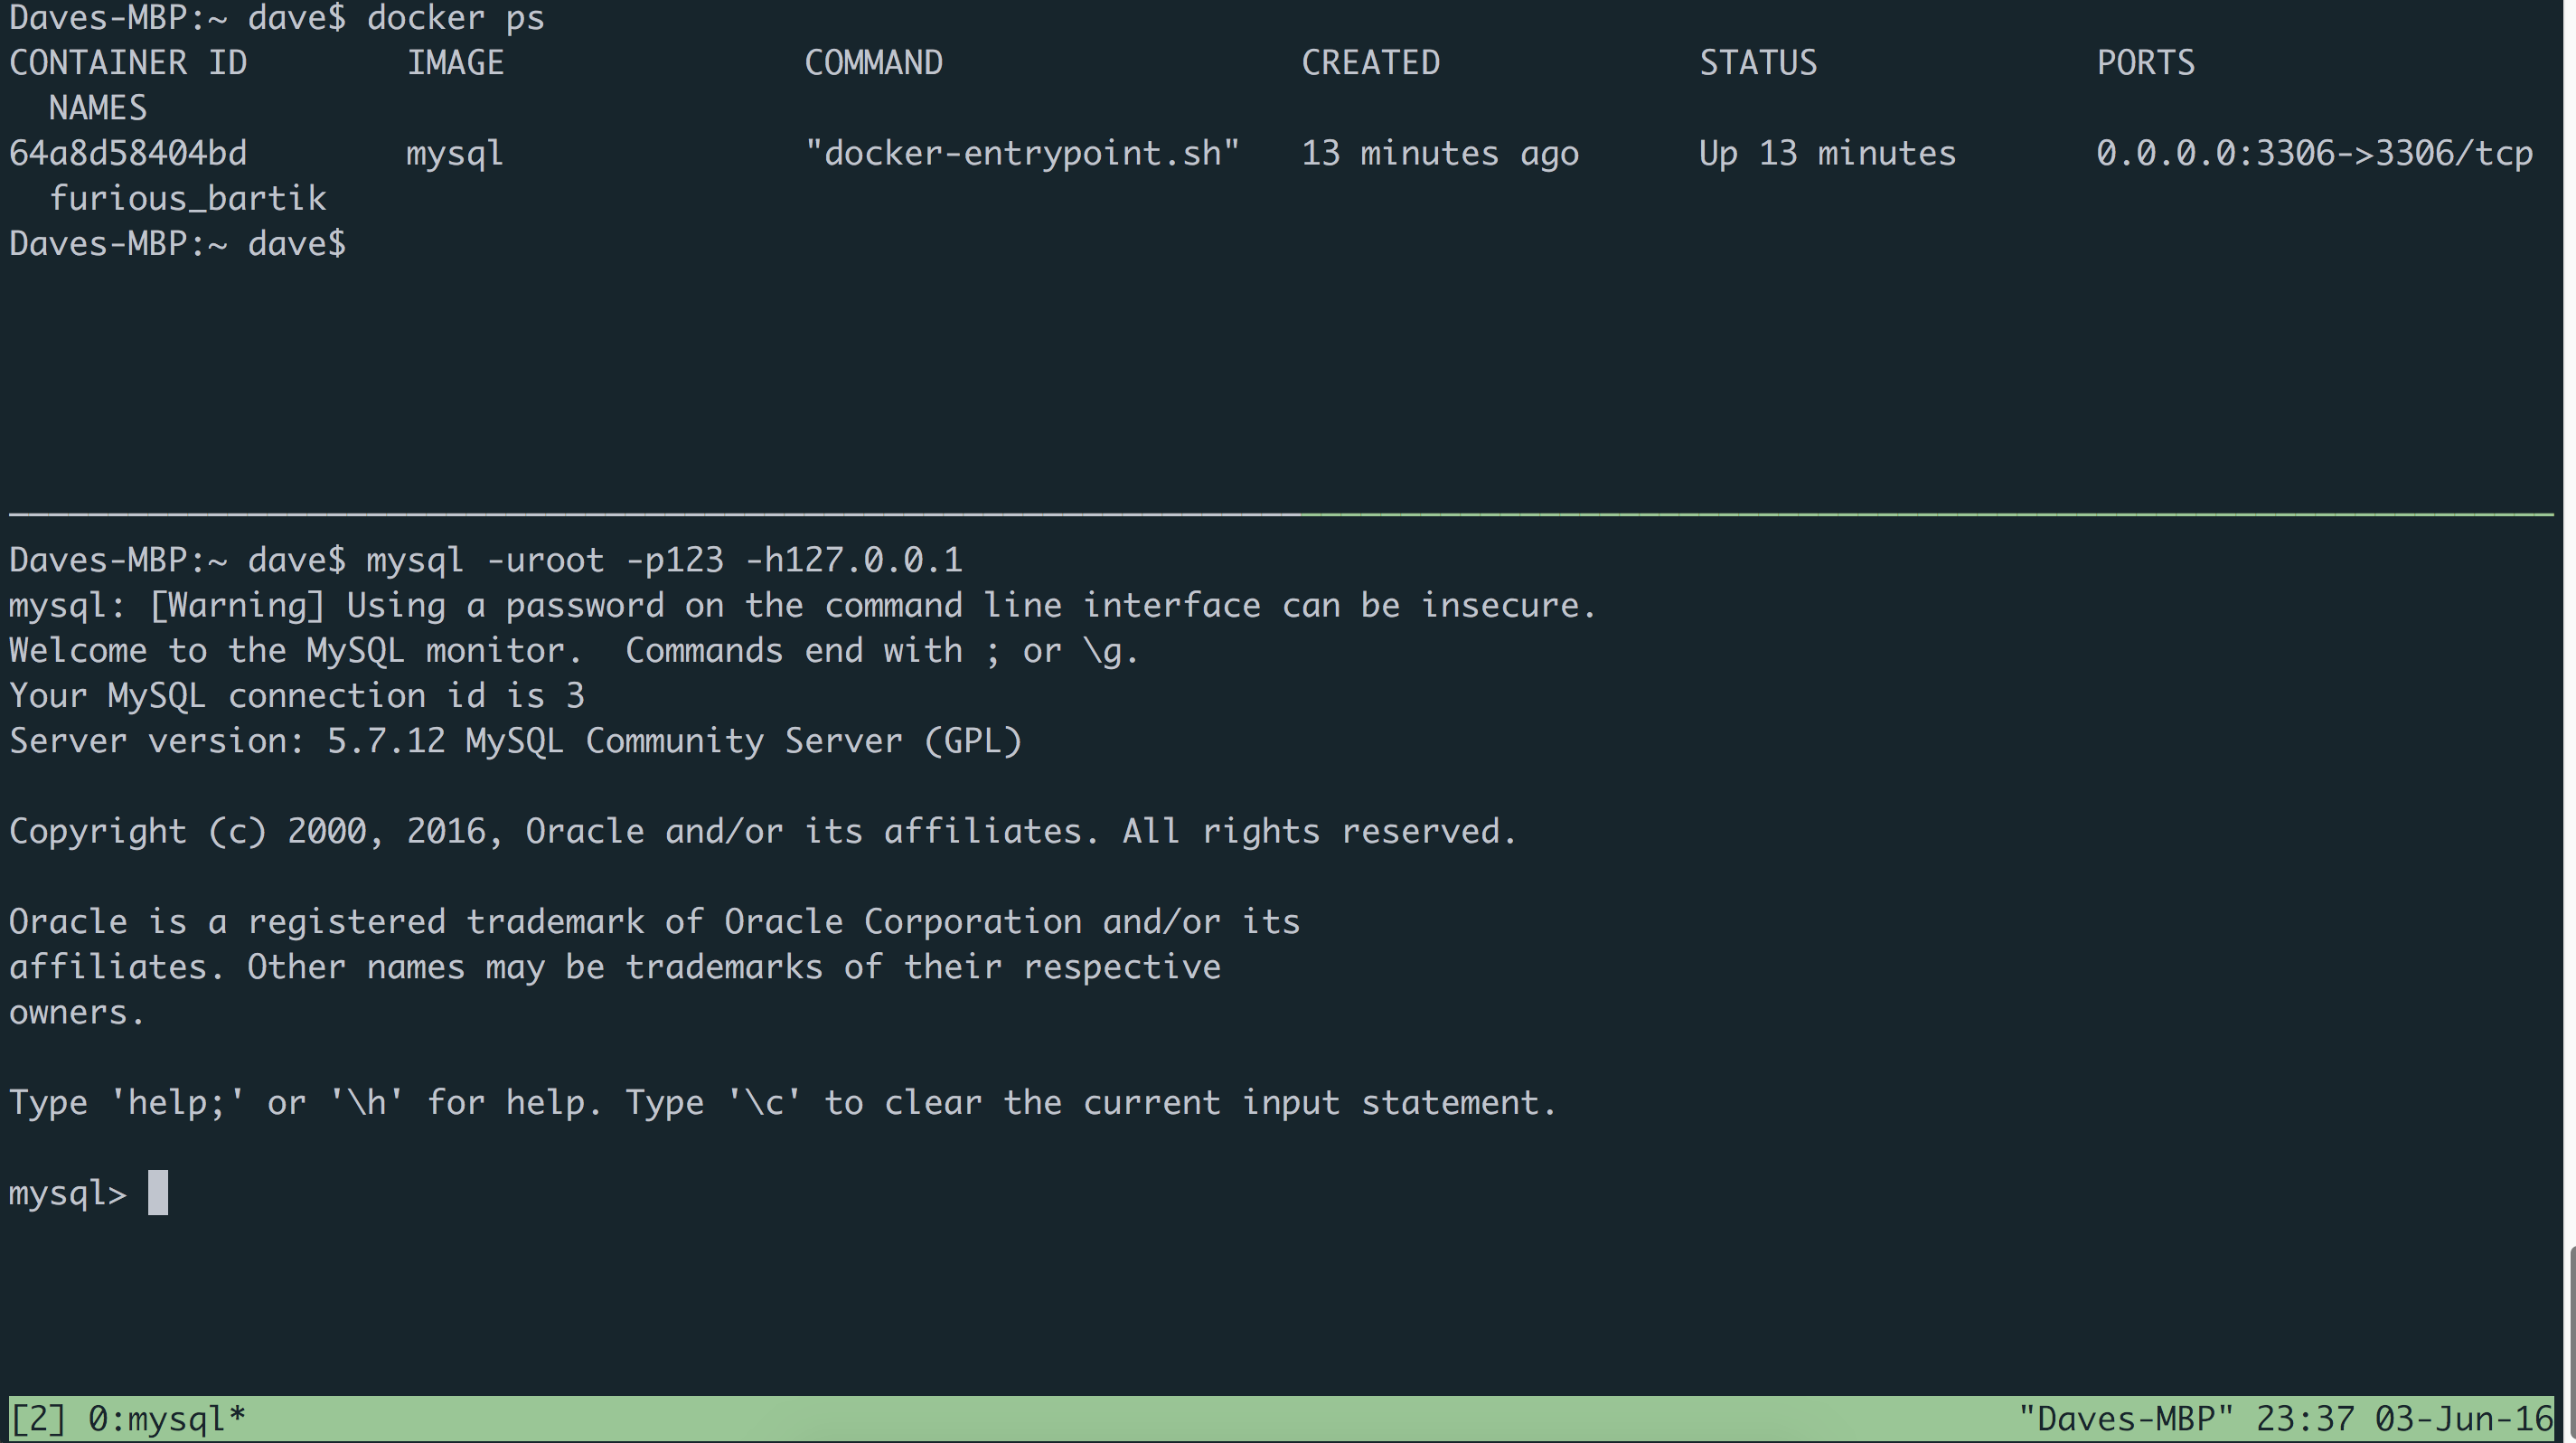 Daves-MBP:~ dave$ docker ps
CONTAINER ID        IMAGE               COMMAND                  CREATED             STATUS              PORTS
  NAMES
64a8d58404bd        mysql               "docker-entrypoint.sh"   13 minutes ago      Up 13 minutes       0.0.0.0:3306->3306/tcp
  furious_bartik
Daves-MBP:~ dave$
Daves-MBP:~ dave$ mysql -uroot -p123 -h127.0.0.1
mysql: [Warning] Using a password on the command line interface can be insecure.
Welcome to the MySQL monitor.  Commands end with ; or \g.
Your MySQL connection id is 3
Server version: 5.7.12 MySQL Community Server (GPL)
Copyright (c) 2000, 2016, Oracle and/or its affiliates. All rights reserved.
Oracle is a registered trademark of Oracle Corporation and/or its
affiliates. Other names may be trademarks of their respective
owners.
Type 'help;' or '\h' for help. Type '\c' to clear the current input statement.
mysql>
[2] 0:mysql* "Daves-MBP" 23:37 03-Jun-16